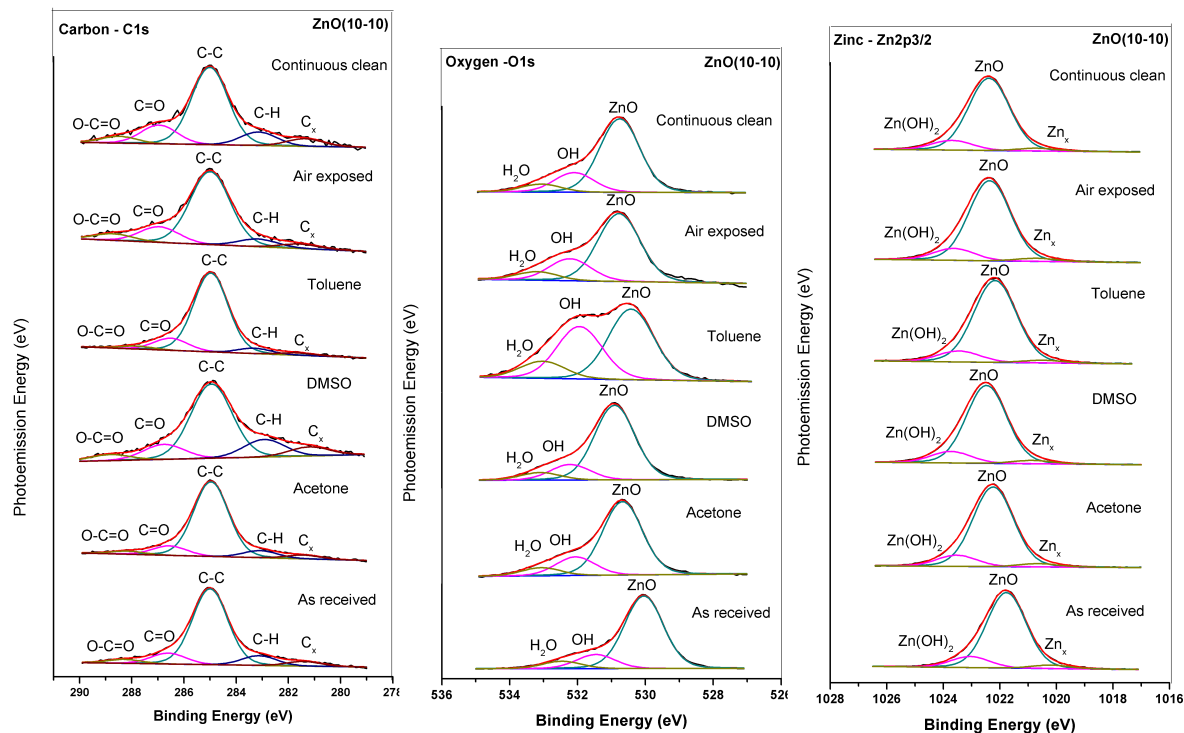 Carbon - C1s ZnO(10-10)
C-C
Continuous clean
C=O
O-C=O
C-H
Cx
C-C
Air exposed
C=O
O-C=O
C-H
Cx
C-C
Toluene
O-C=O
C=O
C-H
Cx
C-C
DMSO
C-H
O-C=O
C=O
Cx
C-C
Acetone
O-C=O
C=O
C-H
Cx
C-C
As received
O-C=O
C=O
C-H
Cx
290 288 286 284 282 280 278
Binding Energy (eV)
Photoemission Energy (eV)
Oxygen -O1s ZnO(10-10)
ZnO
Continuous clean
OH
H2O
ZnO
Air exposed
OH
H2O
ZnO
OH
Toluene
H2O
ZnO
DMSO
OH
H2O
ZnO
Acetone
OH
H2O
ZnO
As received
OH
H2O
536 534 532 530 528 526
Binding Energy (eV)
Photoemission Energy (eV)
Zinc - Zn2p3/2 ZnO(10-10)
ZnO
Continuous clean
Zn(OH)2
Znx
ZnO
Air exposed
Zn(OH)2
Znx
ZnO
Toluene
Zn(OH)2
Znx
ZnO
DMSO
Zn(OH)2
Znx
ZnO
Acetone
Zn(OH)2
Znx
ZnO
As received
Zn(OH)2
Znx
1028 1026 1024 1022 1020 1018 1016
Binding Energy (eV)
Photoemission Energy (eV)